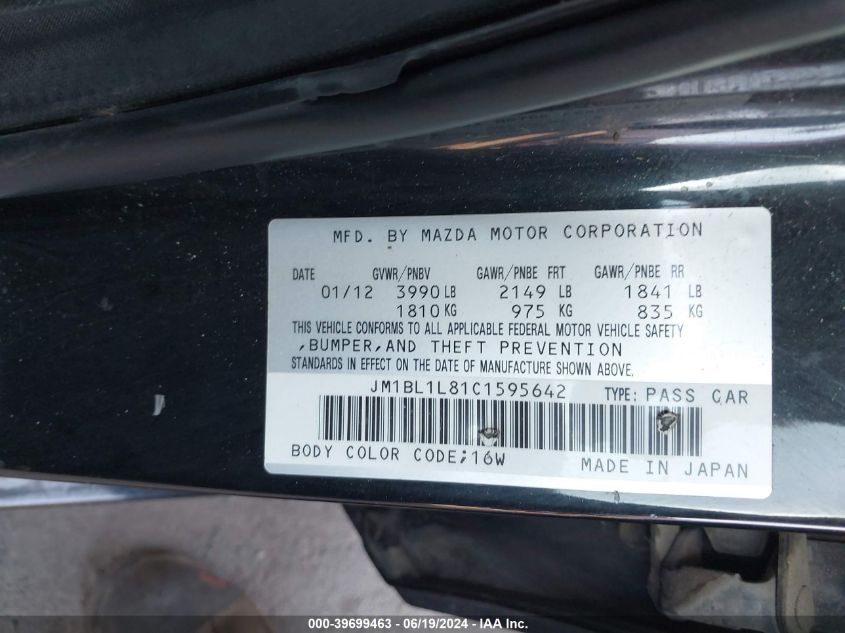 MFD. BY MAZDA MOTOR CORPORATION
DATE GVWR/PNBV GAWR/PNBE FRT GAWR/PNBE RR
01/12 3990 LB 2149 LB 1841 LB
1810 KG 975 KG 835 KG
THIS VEHICLE CONFORMS TO ALL APPLICABLE FEDERAL MOTOR VEHICLE SAFETY
,BUMPER,AND THEFT PREVENTION
STANDARDS IN EFFECT ON THE DATE OF MANUFACTURE SHOWN ABOVE.
JM1BL1L81C1595642 TYPE: PASS CAR
BODY COLOR CODE;16W MADE IN JAPAN
000-39699463 - 06/19/2024 - IAA Inc.